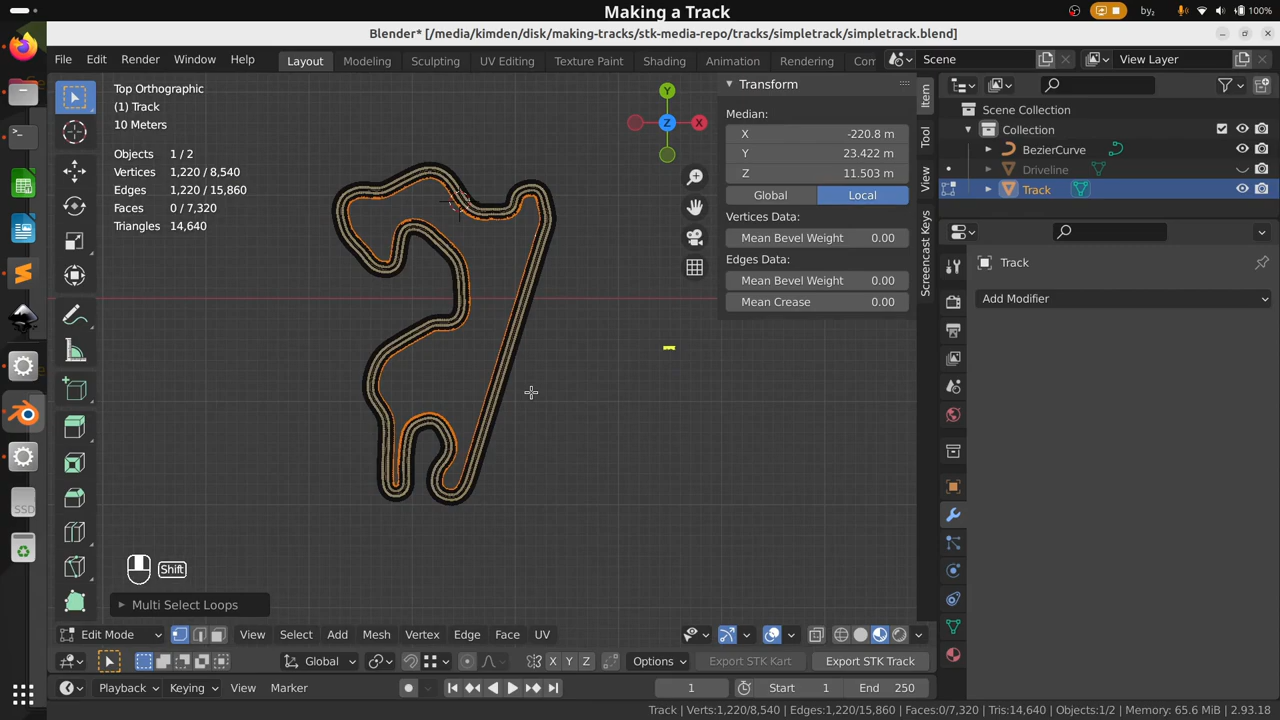 Making a Track
by₂
100%
Blender* [/media/kimden/disk/making-tracks/stk-media-repo/tracks/simpletrack/simpletrack.blend]
File Edit Render Window Help Layout Modeling Sculpting UV Editing Texture Paint Shading Animation Rendering Com Scene View Layer
Top Orthographic
(1) Track
10 Meters
Objects 1 / 2
Vertices 1,220 / 8,540
Edges 1,220 / 15,860
Faces 0 / 7,320
Triangles 14,640
Y
X
Z
Transform
Median:
X -220.8 m
Y 23.422 m
Z 11.503 m
Global Local
Vertices Data:
Mean Bevel Weight 0.00
Edges Data:
Mean Bevel Weight 0.00
Mean Crease 0.00
Item
Tool
View
Screencast Keys
Scene Collection
Collection
BezierCurve
Driveline
Track
Track
Add Modifier
SSD
Shift
Multi Select Loops
Edit Mode View Select Add Mesh Vertex Edge Face UV
Global X Y Z Options Export STK Kart Export STK Track
Playback Keying View Marker 1 Start 1 End 250
Track | Verts:1,220/8,540 | Edges:1,220/15,860 | Faces:0/7,320 | Tris:14,640 | Objects:1/2 | Memory: 65.6 MiB | 2.93.18